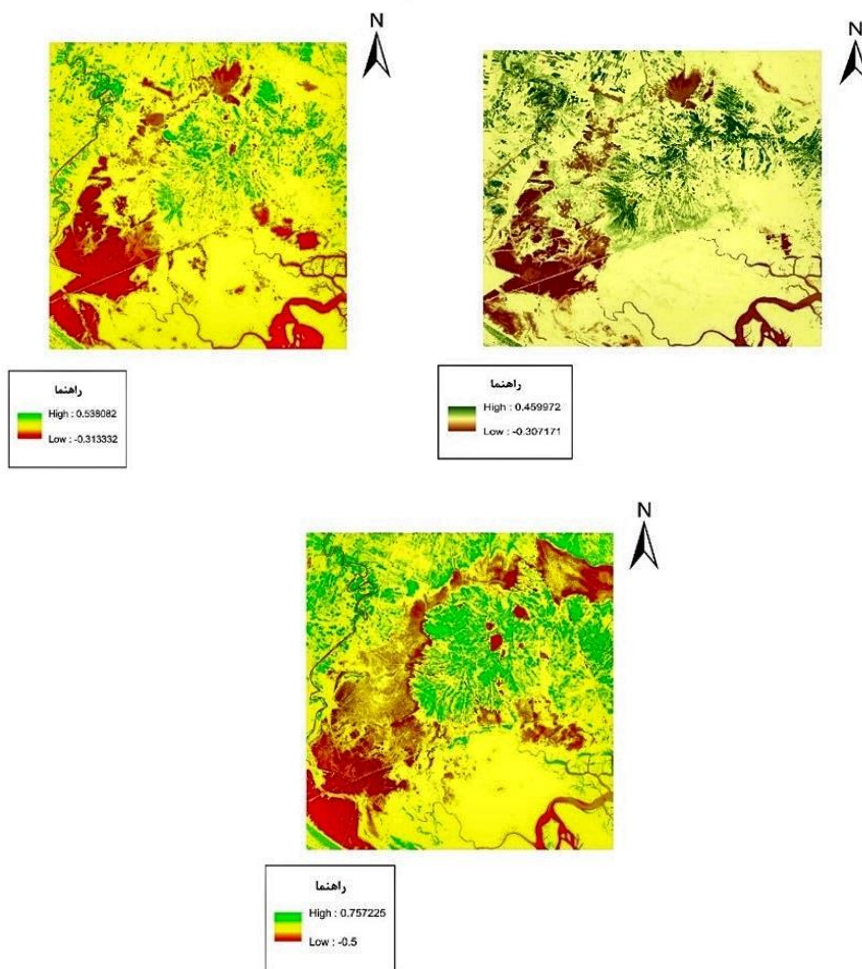 N
N
راهنما
High : 0.538082
Low : -0.313332
راهنما
High : 0.459972
Low : -0.307171
N
راهنما
High : 0.757225
Low : -0.5